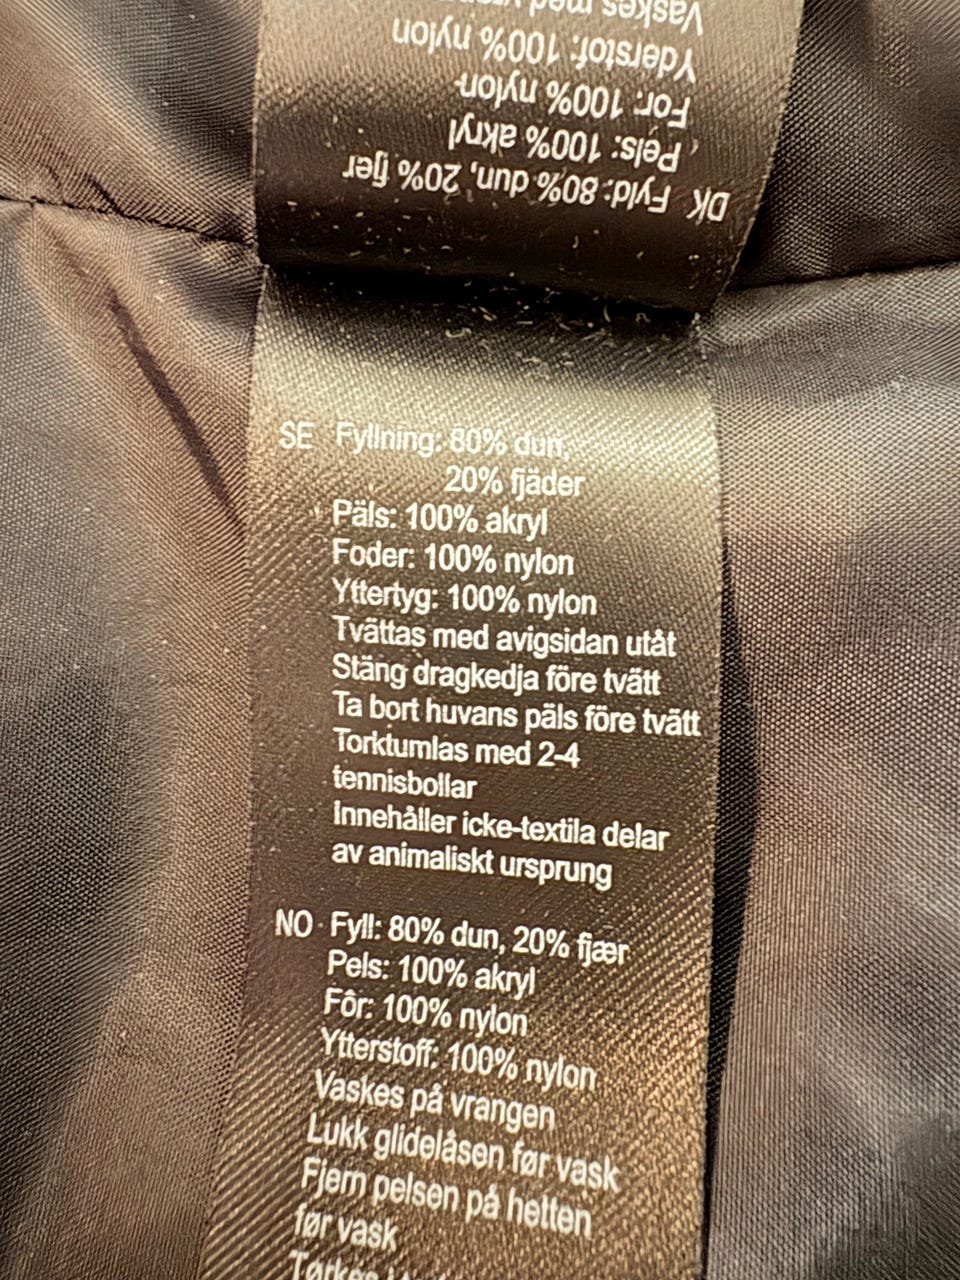 DK Fyld: 80% dun, 20% fjer
Pels: 100% akryl
For: 100% nylon
Yderstof: 100% nylon
Vaskes med
SE Fyllning: 80% dun,
20% fjäder
Päls: 100% akryl
Foder: 100% nylon
Yttertyg: 100% nylon
Tvättas med avigsidan utåt
Stäng dragkedja före tvätt
Ta bort huvans päls före tvätt
Torktumlas med 2-4
tennisbollar
Innehåller icke-textila delar
av animaliskt ursprung
NO Fyll: 80% dun, 20% fjær
Pels: 100% akryl
Fôr: 100% nylon
Ytterstoff: 100% nylon
Vaskes på vrangen
Lukk glidelåsen før vask
Fjern pelsen på hetten
før vask